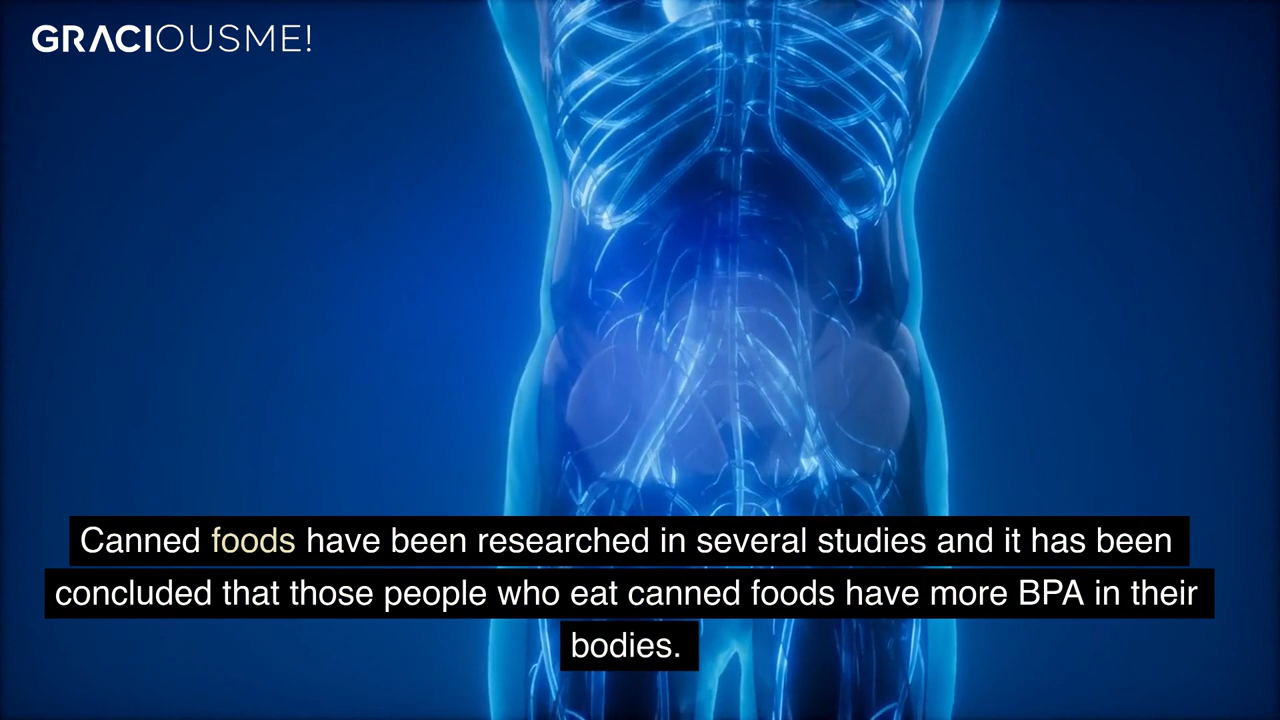 GRACIOUSME!
Canned foods have been researched in several studies and it has been
concluded that those people who eat canned foods have more BPA in their
bodies.